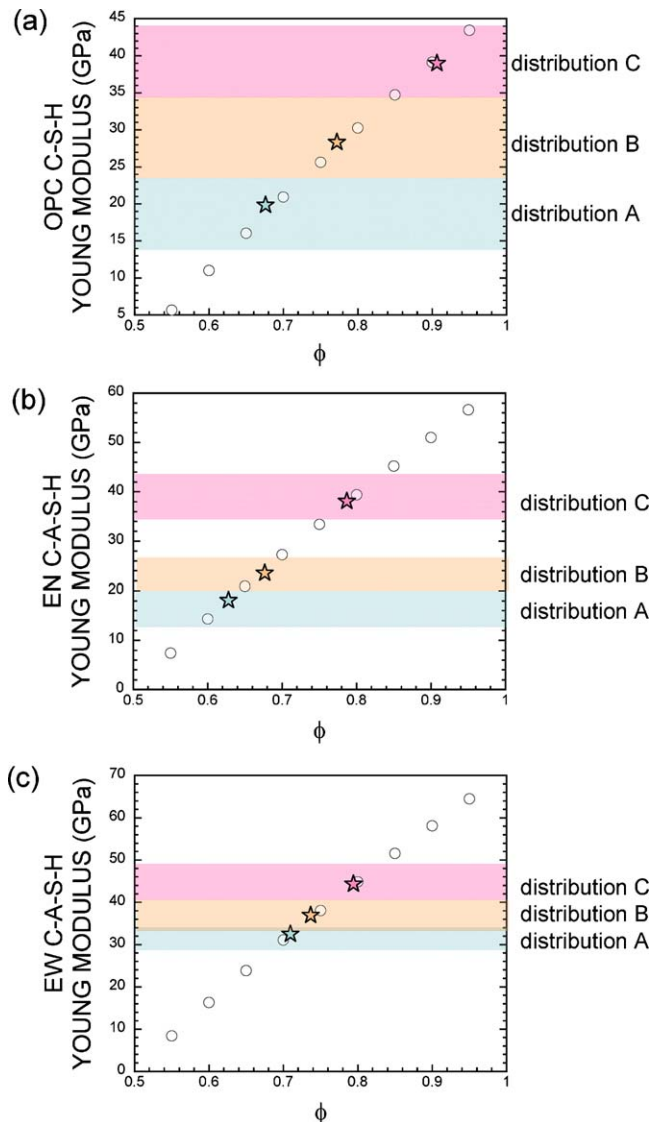 (a)
OPC C-S-H
YOUNG MODULUS (GPa)
45
40
35
30
25
20
15
10
5
0.5 0.6 0.7 0.8 0.9 1
ϕ
distribution C
distribution B
distribution A
(b)
EN C-A-S-H
YOUNG MODULUS (GPa)
60
50
40
30
20
10
0
0.5 0.6 0.7 0.8 0.9 1
ϕ
distribution C
distribution B
distribution A
(c)
EW C-A-S-H
YOUNG MODULUS (GPa)
70
60
50
40
30
20
10
0
0.5 0.6 0.7 0.8 0.9 1
ϕ
distribution C
distribution B
distribution A